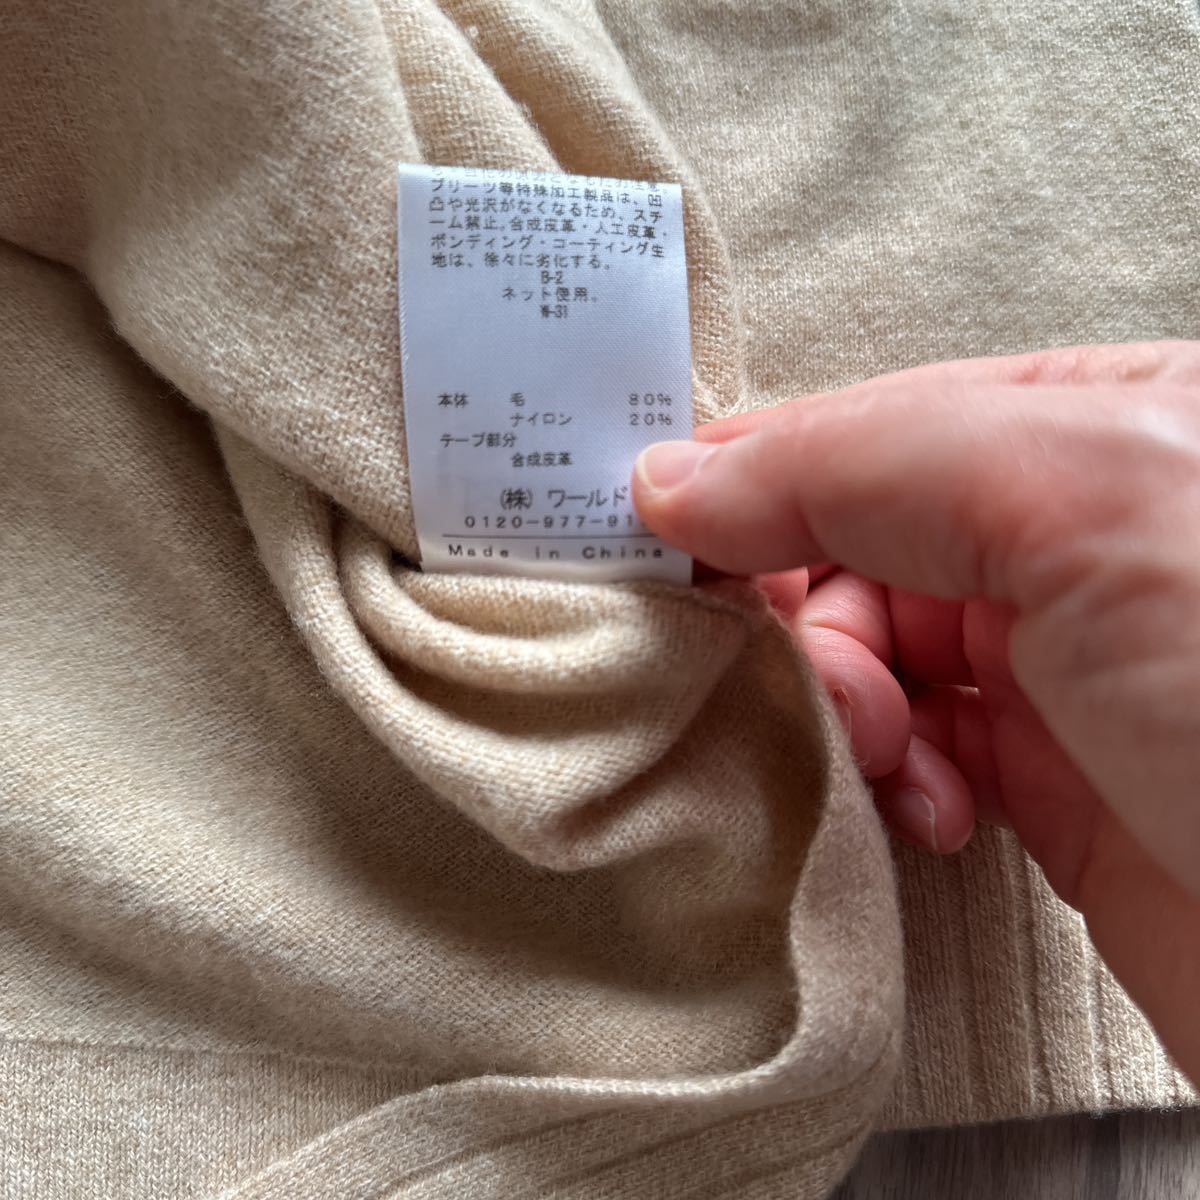 プリーツ等特殊加工製品は、凹
凸や光沢がなくなるため、スチ
ーム禁止。合成皮革・人工皮革・
ボンディング・コーティング生
地は、徐々に劣化する。
B-2
ネット使用。
W-31
本体 毛 80%
ナイロン 20%
テープ部分
合成皮革
(株)ワールド
0120-977-91
Made in China